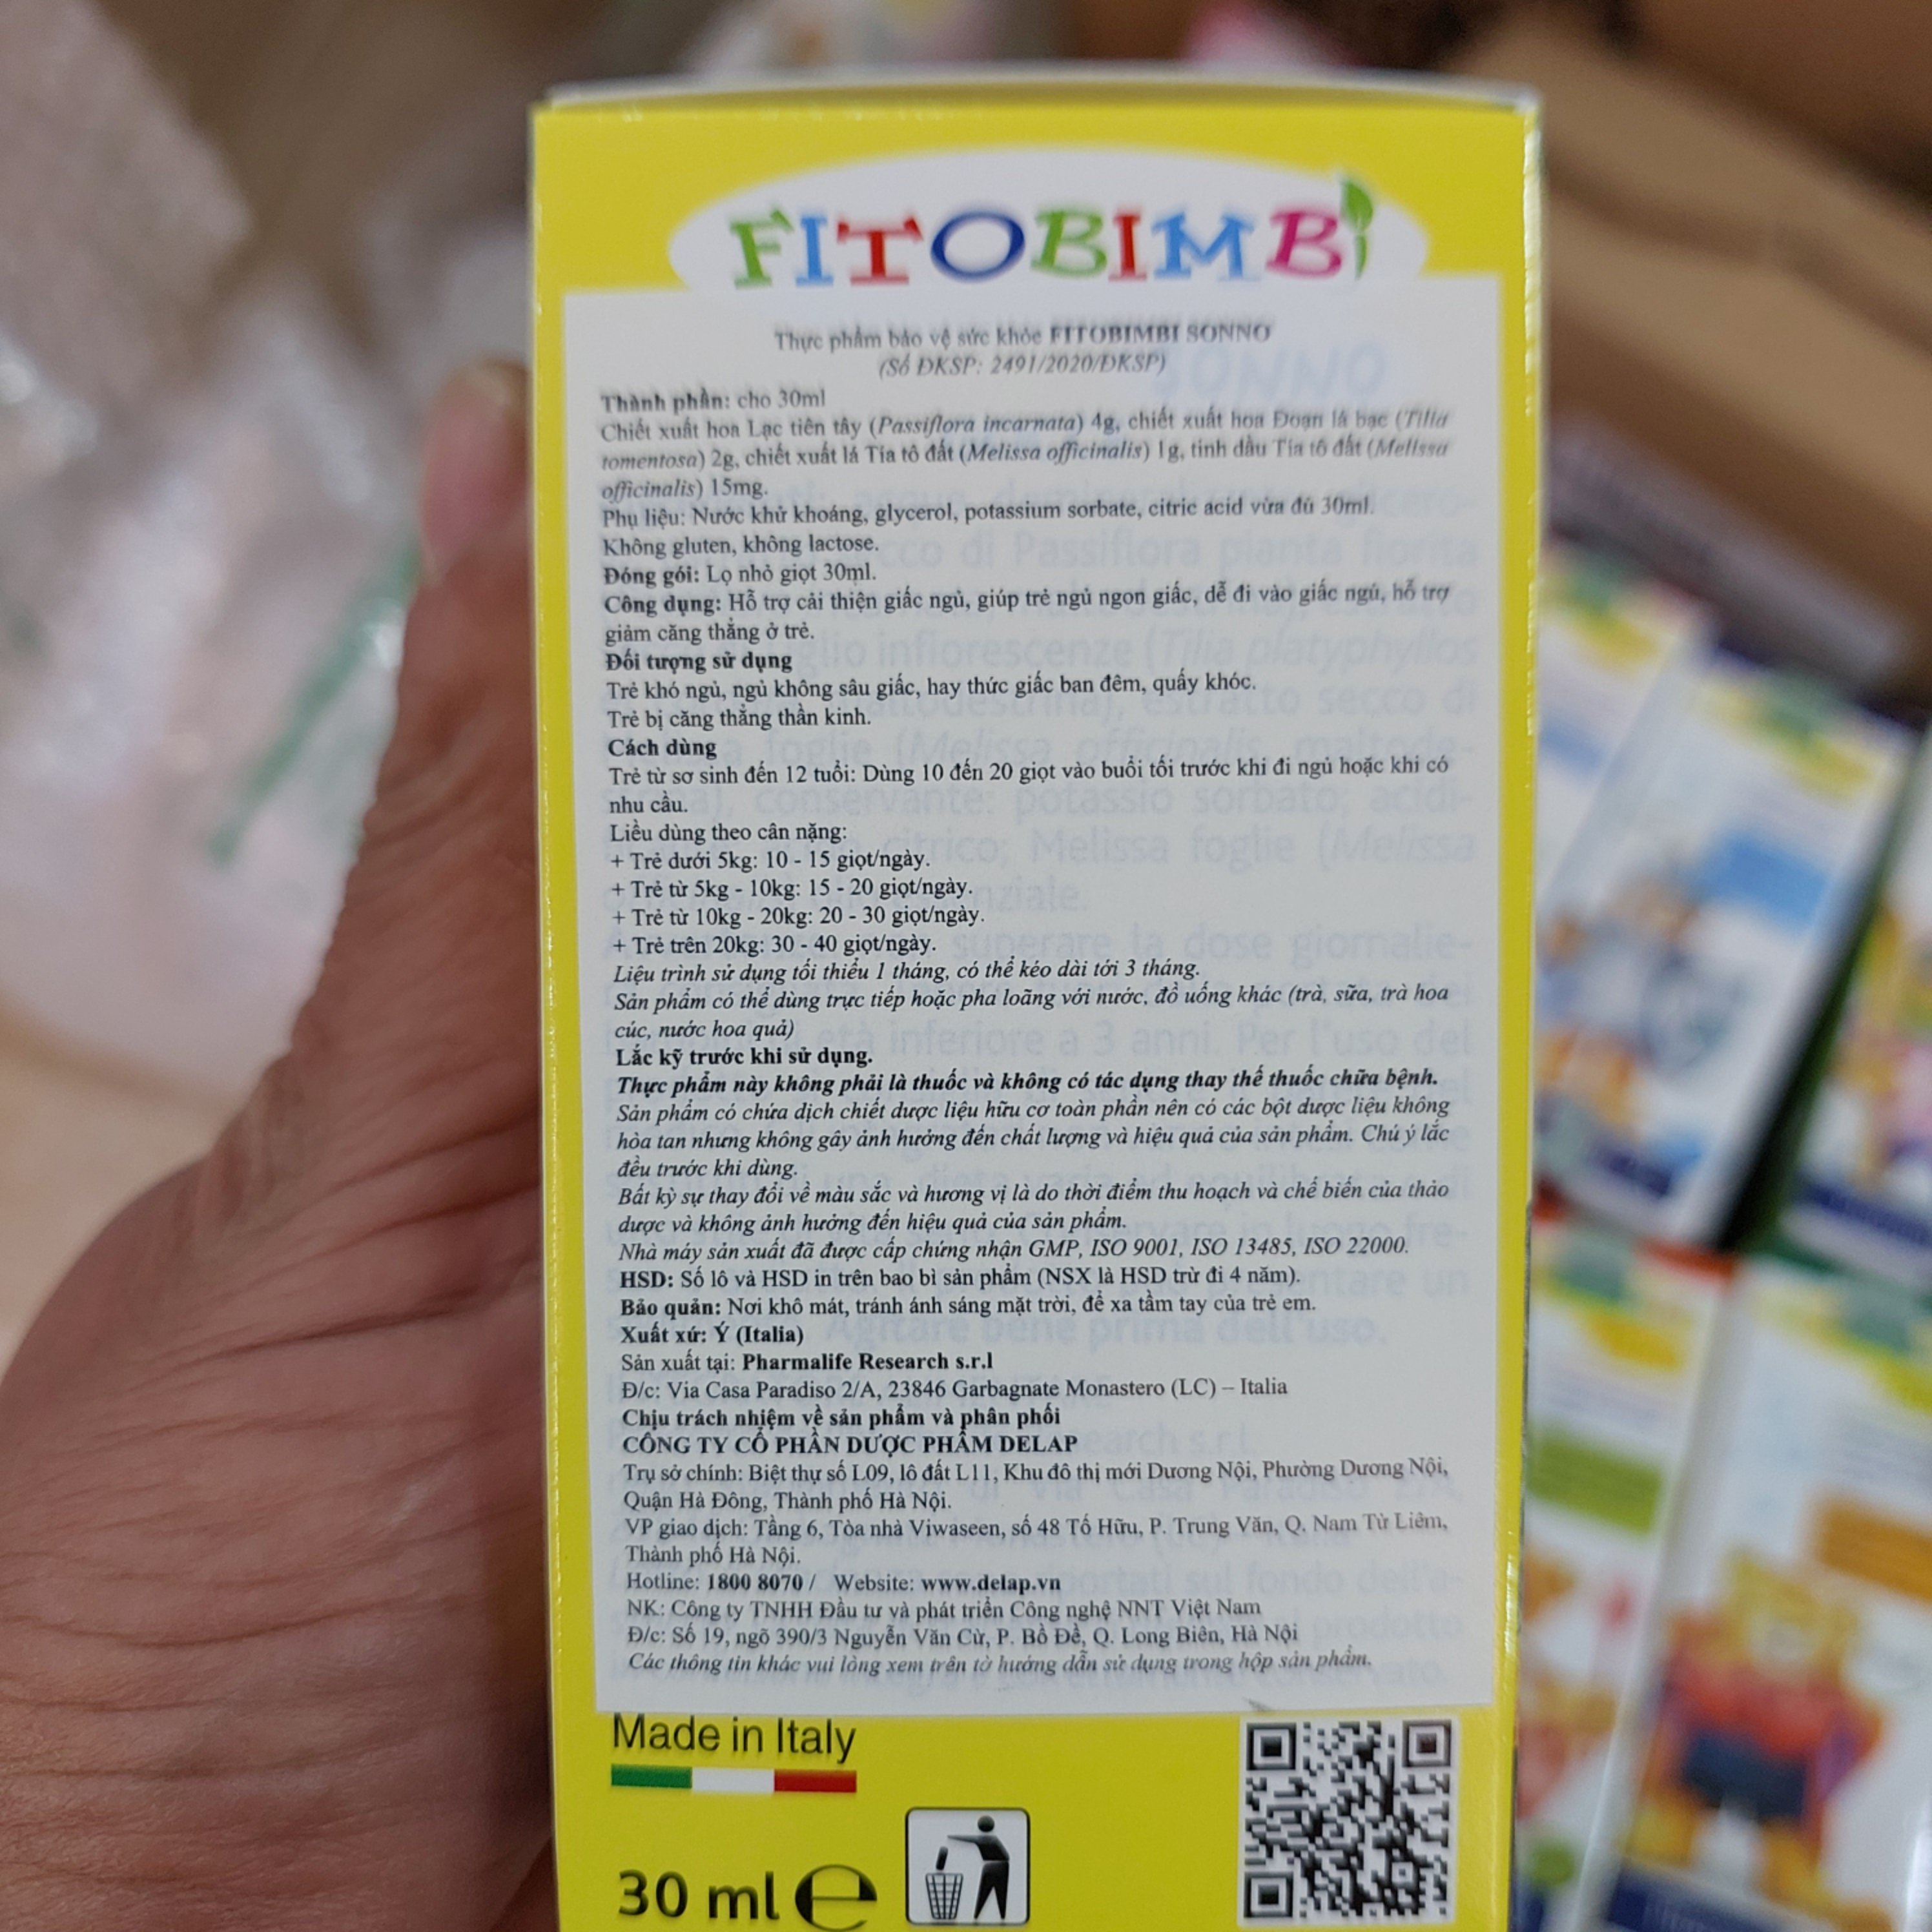 FITOBIMBI
Thực phẩm bảo vệ sức khỏe FITOBIMBI SONNO
(Số ĐKSP: 2491/2020/ĐKSP)
Thành phần: cho 30ml
Chiết xuất hoa Lạc tiên tây (Passiflora incarnata) 4g, chiết xuất hoa Đoạn lá bạc (Tilia
tomentosa) 2g, chiết xuất lá Tía tô đất (Melissa officinalis) 1g, tinh dầu Tía tô đất (Melissa
officinalis) 15mg.
Phụ liệu: Nước khử khoáng, glycerol, potassium sorbate, citric acid vừa đủ 30ml.
Không gluten, không lactose.
Đóng gói: Lọ nhỏ giọt 30ml.
Công dụng: Hỗ trợ cải thiện giấc ngủ, giúp trẻ ngủ ngon giấc, dễ đi vào giấc ngủ, hỗ trợ
giảm căng thẳng ở trẻ.
Đối tượng sử dụng
Trẻ khó ngủ, ngủ không sâu giấc, hay thức giấc ban đêm, quấy khóc.
Trẻ bị căng thẳng thần kinh.
Cách dùng
Trẻ từ sơ sinh đến 12 tuổi: Dùng 10 đến 20 giọt vào buổi tối trước khi đi ngủ hoặc khi có
nhu cầu.
Liều dùng theo cân nặng:
+ Trẻ dưới 5kg: 10 - 15 giọt/ngày.
+ Trẻ từ 5kg - 10kg: 15 - 20 giọt/ngày.
+ Trẻ từ 10kg - 20kg: 20 - 30 giọt/ngày.
+ Trẻ trên 20kg: 30 - 40 giọt/ngày.
Liệu trình sử dụng tối thiểu 1 tháng, có thể kéo dài tới 3 tháng.
Sản phẩm có thể dùng trực tiếp hoặc pha loãng với nước, đồ uống khác (trà, sữa, trà hoa
cúc, nước hoa quả)
Lắc kỹ trước khi sử dụng.
Thực phẩm này không phải là thuốc và không có tác dụng thay thế thuốc chữa bệnh.
Sản phẩm có chứa dịch chiết dược liệu hữu cơ toàn phần nên có các bột dược liệu không
hòa tan nhưng không gây ảnh hưởng đến chất lượng và hiệu quả của sản phẩm. Chú ý lắc
đều trước khi dùng.
Bất kỳ sự thay đổi về màu sắc và hương vị là do thời điểm thu hoạch và chế biến của thảo
dược và không ảnh hưởng đến hiệu quả của sản phẩm.
Nhà máy sản xuất đã được cấp chứng nhận GMP, ISO 9001, ISO 13485, ISO 22000.
HSD: Số lô và HSD in trên bao bì sản phẩm (NSX là HSD trừ đi 4 năm).
Bảo quản: Nơi khô mát, tránh ánh sáng mặt trời, để xa tầm tay của trẻ em.
Xuất xứ: Ý (Italia)
Sản xuất tại: Pharmalife Research s.r.l
Đ/c: Via Casa Paradiso 2/A, 23846 Garbagnate Monastero (LC) – Italia
Chịu trách nhiệm về sản phẩm và phân phối
CÔNG TY CỔ PHẦN DƯỢC PHẨM DELAP
Trụ sở chính: Biệt thự số L09, lô đất L11, Khu đô thị mới Dương Nội, Phường Dương Nội,
Quận Hà Đông, Thành phố Hà Nội.
VP giao dịch: Tầng 6, Tòa nhà Viwaseen, số 48 Tố Hữu, P. Trung Văn, Q. Nam Từ Liêm,
Thành phố Hà Nội.
Hotline: 1800 8070 / Website: www.delap.vn
NK: Công ty TNHH Đầu tư và phát triển Công nghệ NNT Việt Nam
Đ/c: Số 19, ngõ 390/3 Nguyễn Văn Cừ, P. Bồ Đề, Q. Long Biên, Hà Nội
Các thông tin khác vui lòng xem trên tờ hướng dẫn sử dụng trong hộp sản phẩm.
Made in Italy
30 ml e